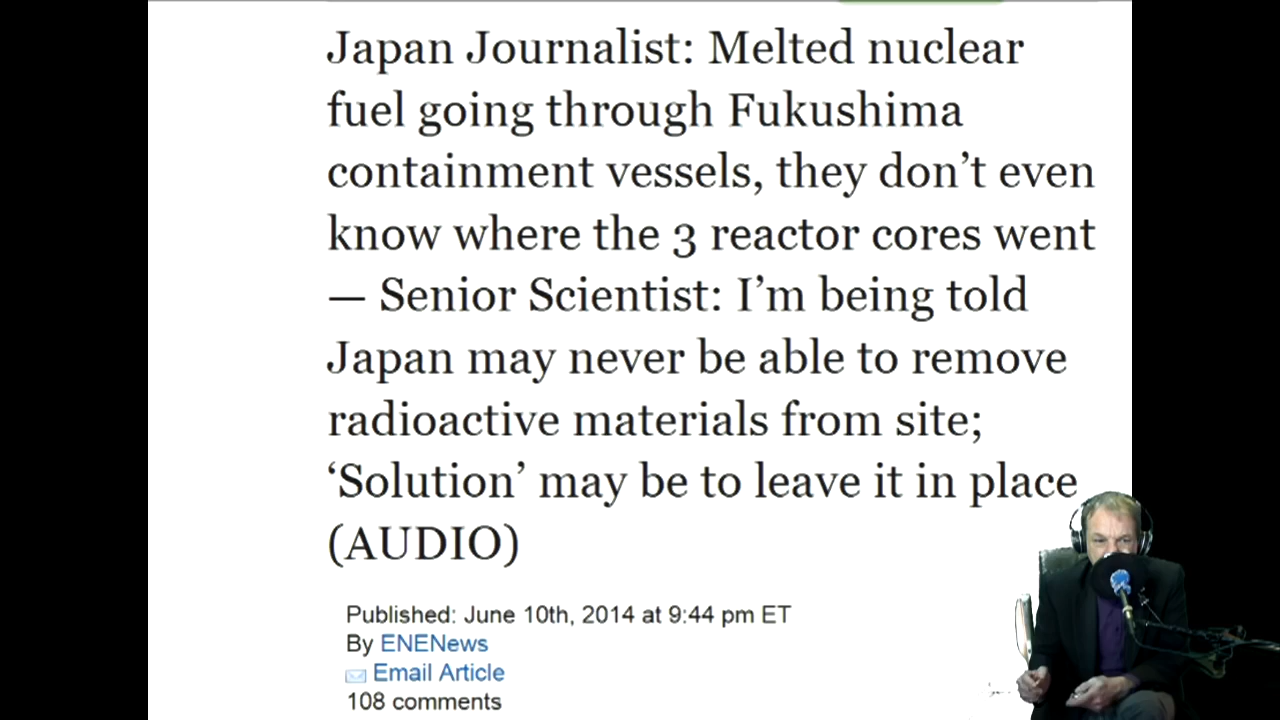 Japan Journalist: Melted nuclear
fuel going through Fukushima
containment vessels, they don’t even
know where the 3 reactor cores went
— Senior Scientist: I’m being told
Japan may never be able to remove
radioactive materials from site;
‘Solution’ may be to leave it in place
(AUDIO)
Published: June 10th, 2014 at 9:44 pm ET
By ENENews
Email Article
108 comments